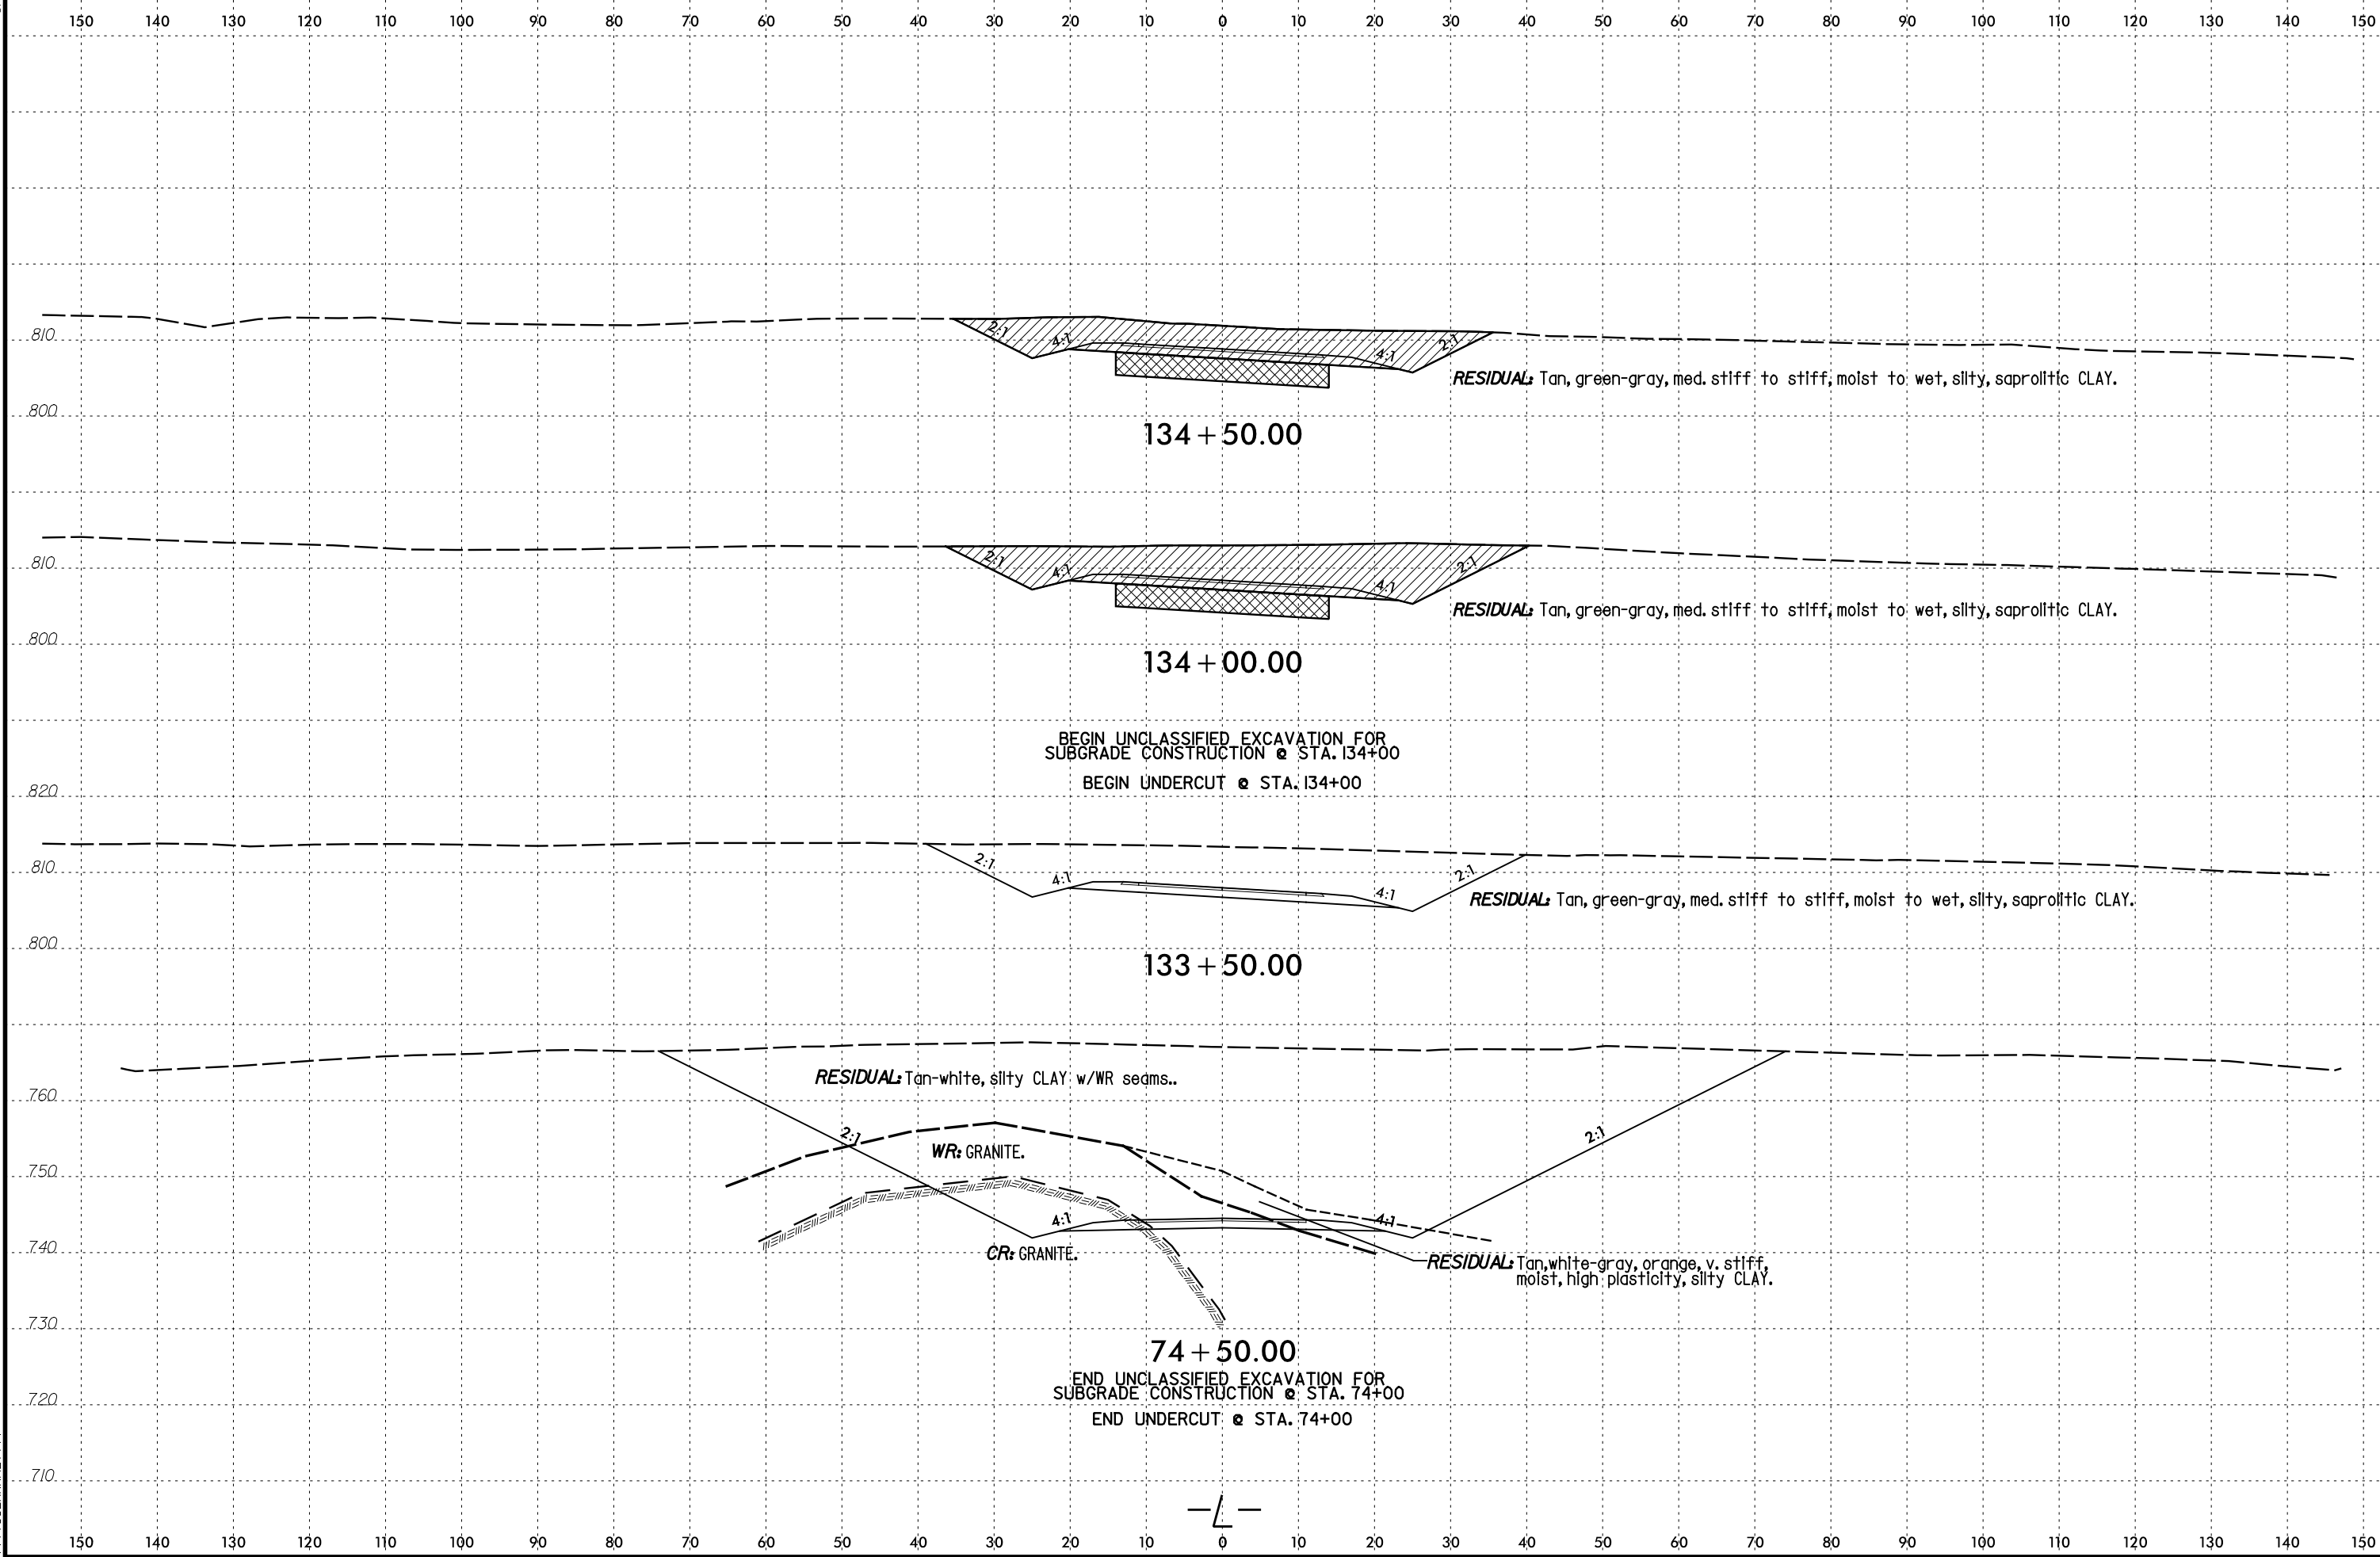 150 140 130 120 110 100 90 80 70 60 50 40 30 20 10 0 10 20 30 40 50 60 70 80 90 100 110 120 130 140 150
810
2:1 4:1 4:1 2:1
RESIDUAL: Tan, green-gray, med. stiff to stiff, moist to wet, silty, saprolitic CLAY.
800
134+50.00
810
2:1 4:1 4:1 2:1
RESIDUAL: Tan, green-gray, med. stiff to stiff, moist to wet, silty, saprolitic CLAY.
800
134+00.00
BEGIN UNCLASSIFIED EXCAVATION FOR
SUBGRADE CONSTRUCTION @ STA. 134+00
BEGIN UNDERCUT @ STA. 134+00
820
810
2:1 4:1 4:1 2:1
RESIDUAL: Tan, green-gray, med. stiff to stiff, moist to wet, silty, saprolitic CLAY.
800
133+50.00
RESIDUAL: Tan-white, silty CLAY w/WR seams..
760
2:1 2:1
WR: GRANITE.
750
4:1 4:1
740
CR: GRANITE.
RESIDUAL: Tan,white-gray, orange, v. stiff,
moist, high plasticity, silty CLAY.
730
74+50.00
END UNCLASSIFIED EXCAVATION FOR
SUBGRADE CONSTRUCTION @ STA. 74+00
720
END UNDERCUT @ STA. 74+00
710
-L-
150 140 130 120 110 100 90 80 70 60 50 40 30 20 10 0 10 20 30 40 50 60 70 80 90 100 110 120 130 140 150